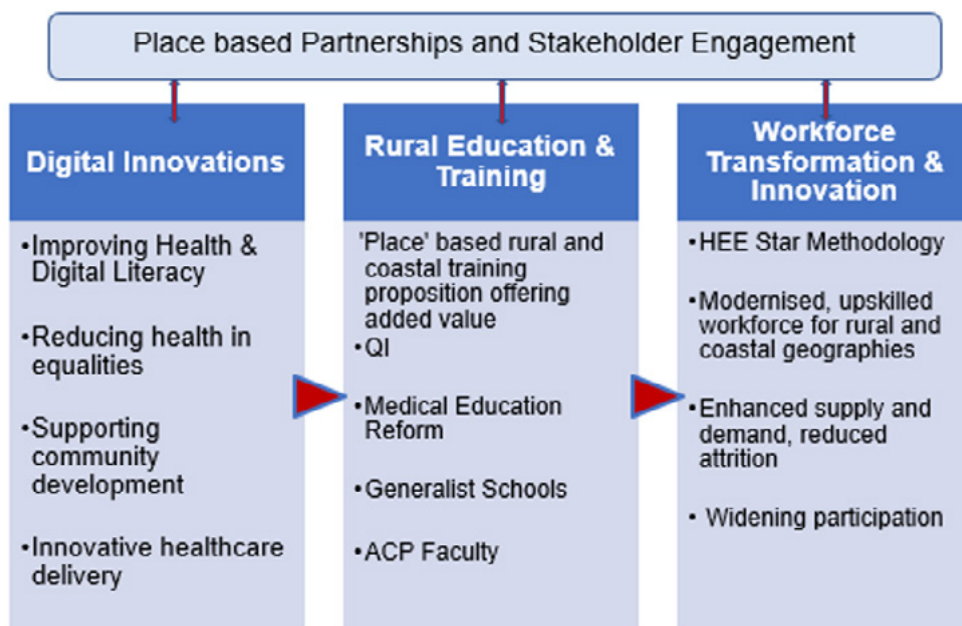 Place based Partnerships and Stakeholder Engagement
Digital Innovations
•Improving Health &
Digital Literacy
•Reducing health in
equalities
•Supporting
community
development
•Innovative healthcare
delivery
Rural Education &
Training
'Place' based rural and
coastal training
proposition offering
added value
•QI
•Medical Education
Reform
•Generalist Schools
•ACP Faculty
Workforce
Transformation &
Innovation
•HEE Star Methodology
•Modernised, upskilled
workforce for rural and
coastal geographies
•Enhanced supply and
demand, reduced
attrition
• Widening participation